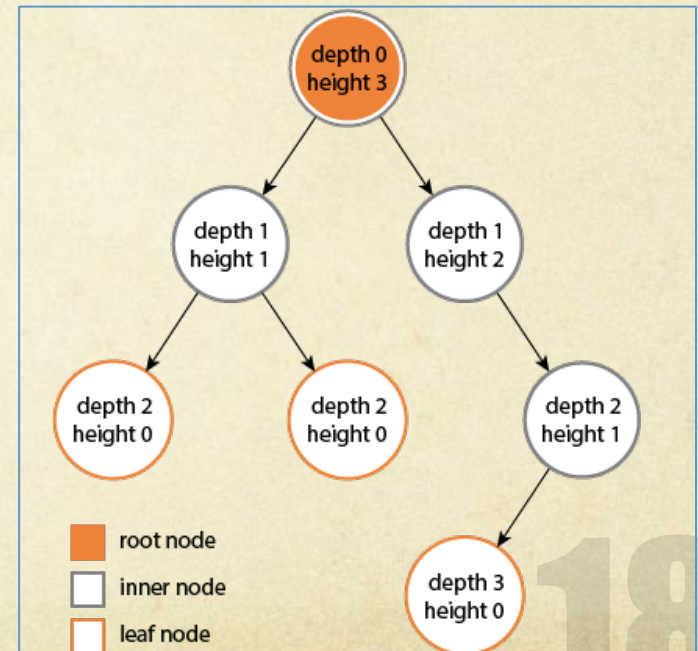 depth 0
height 3
depth 1
height 1
depth 1
height 2
depth 2
height 0
depth 2
height 0
depth 2
height 1
depth 3
height 0
root node
inner node
leaf node
18